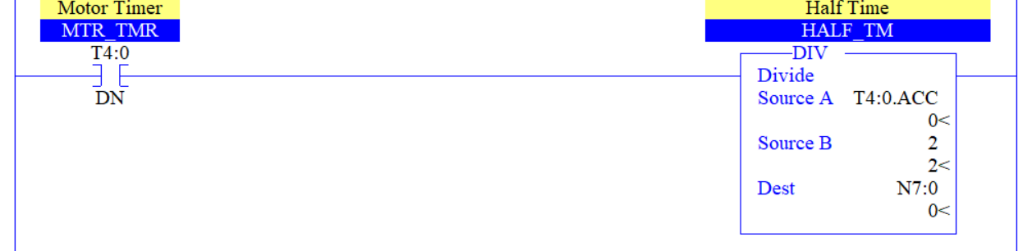 Motor Timer
MTR_TMR
T4:0
DN
Half Time
HALF_TM
DIV
Divide
Source A T4:0.ACC
0<
Source B 2
2<
Dest N7:0
0<